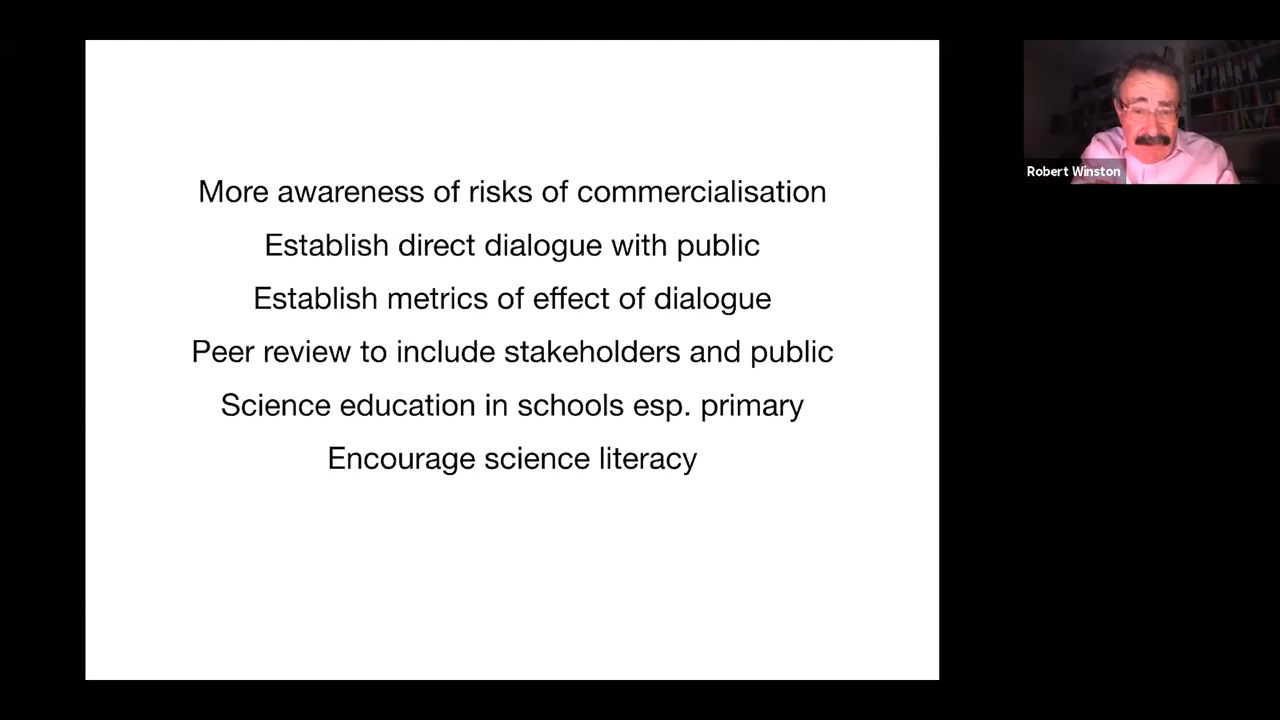 More awareness of risks of commercialisation
Establish direct dialogue with public
Establish metrics of effect of dialogue
Peer review to include stakeholders and public
Science education in schools esp. primary
Encourage science literacy
Robert Winston